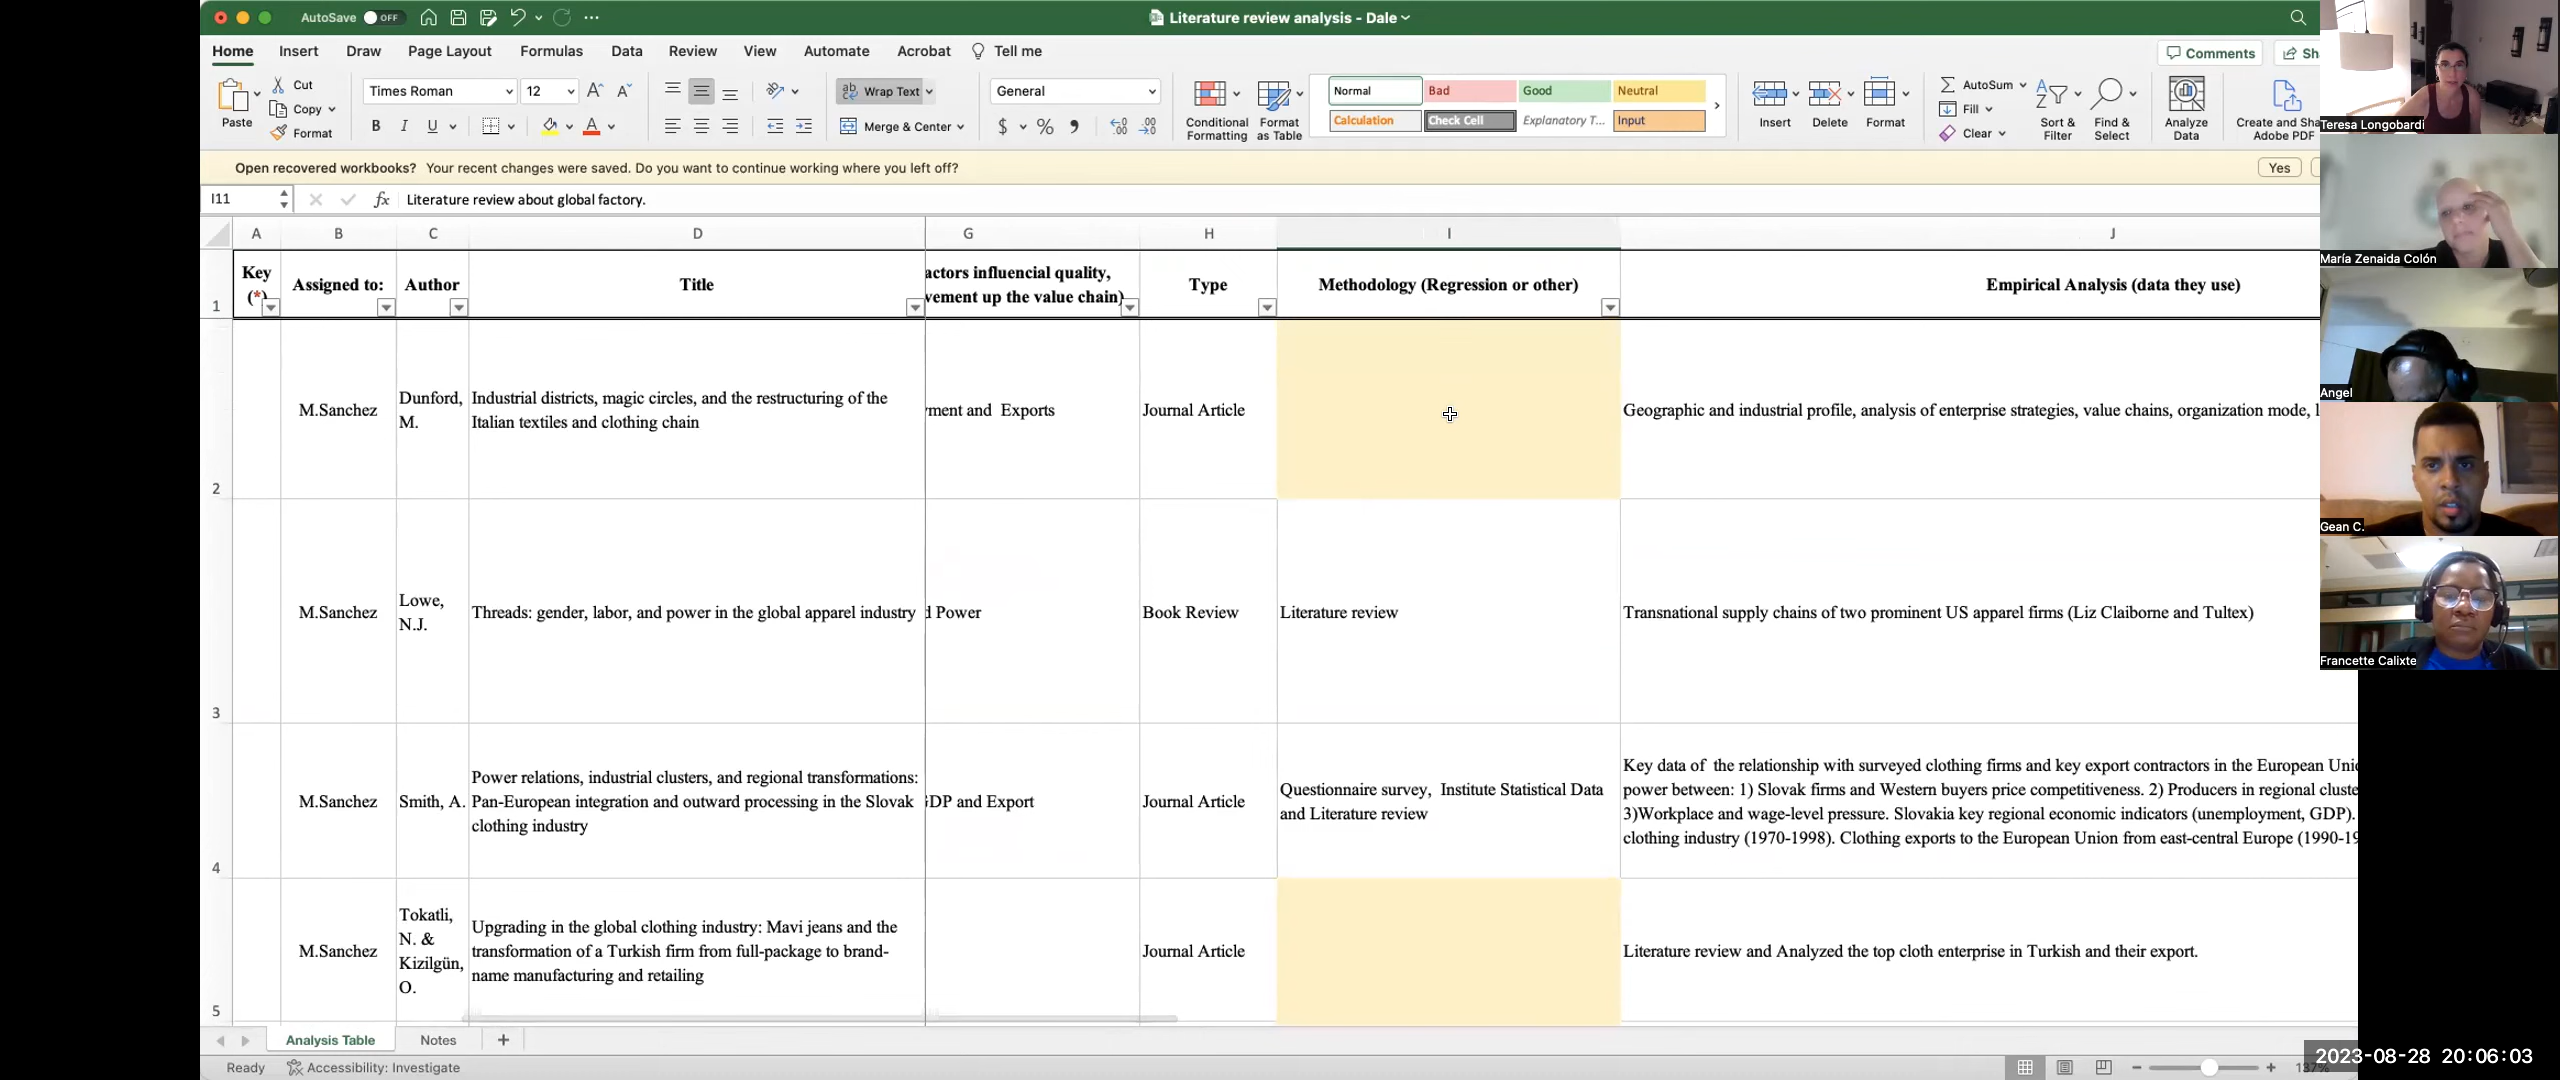 AutoSave OFF
Literature review analysis - Dale
Home Insert Draw Page Layout Formulas Data Review View Automate Acrobat Tell me
Comments
Sh
Paste
Cut
Copy
Format
Times Roman 12
B I U
Wrap Text
Merge & Center
General
$ % ,
Conditional Formatting
Format as Table
Normal Bad Good Neutral
Calculation Check Cell Explanatory T... Input
Insert Delete Format
AutoSum
Fill
Clear
Sort & Filter
Find & Select
Analyze Data
Create and Sha
Adobe PDF
Open recovered workbooks? Your recent changes were saved. Do you want to continue working where you left off?
Yes
I11 fx Literature review about global factory.
A B C D G H I J
1
Key (*)
Assigned to:
Author
Title
actors influencial quality,
vement up the value chain)
Type
Methodology (Regression or other)
Empirical Analysis (data they use)
2
M.Sanchez
Dunford,
M.
Industrial districts, magic circles, and the restructuring of the
Italian textiles and clothing chain
ment and Exports
Journal Article
Geographic and industrial profile, analysis of enterprise strategies, value chains, organization mode, l
3
M.Sanchez
Lowe,
N.J.
Threads: gender, labor, and power in the global apparel industry
d Power
Book Review
Literature review
Transnational supply chains of two prominent US apparel firms (Liz Claiborne and Tultex)
4
M.Sanchez
Smith, A.
Power relations, industrial clusters, and regional transformations:
Pan-European integration and outward processing in the Slovak
clothing industry
GDP and Export
Journal Article
Questionnaire survey, Institute Statistical Data
and Literature review
Key data of the relationship with surveyed clothing firms and key export contractors in the European Uni
power between: 1) Slovak firms and Western buyers price competitiveness. 2) Producers in regional cluste
3)Workplace and wage-level pressure. Slovakia key regional economic indicators (unemployment, GDP).
clothing industry (1970-1998). Clothing exports to the European Union from east-central Europe (1990-19
5
M.Sanchez
Tokatli,
N. &
Kizilgün,
O.
Upgrading in the global clothing industry: Mavi jeans and the
transformation of a Turkish firm from full-package to brand-
name manufacturing and retailing
Journal Article
Literature review and Analyzed the top cloth enterprise in Turkish and their export.
Analysis Table Notes +
Ready Accessibility: Investigate
Teresa Longobardi
María Zenaida Colón
Angel
Gean C.
Francette Calixte
2023-08-28 20:06:03